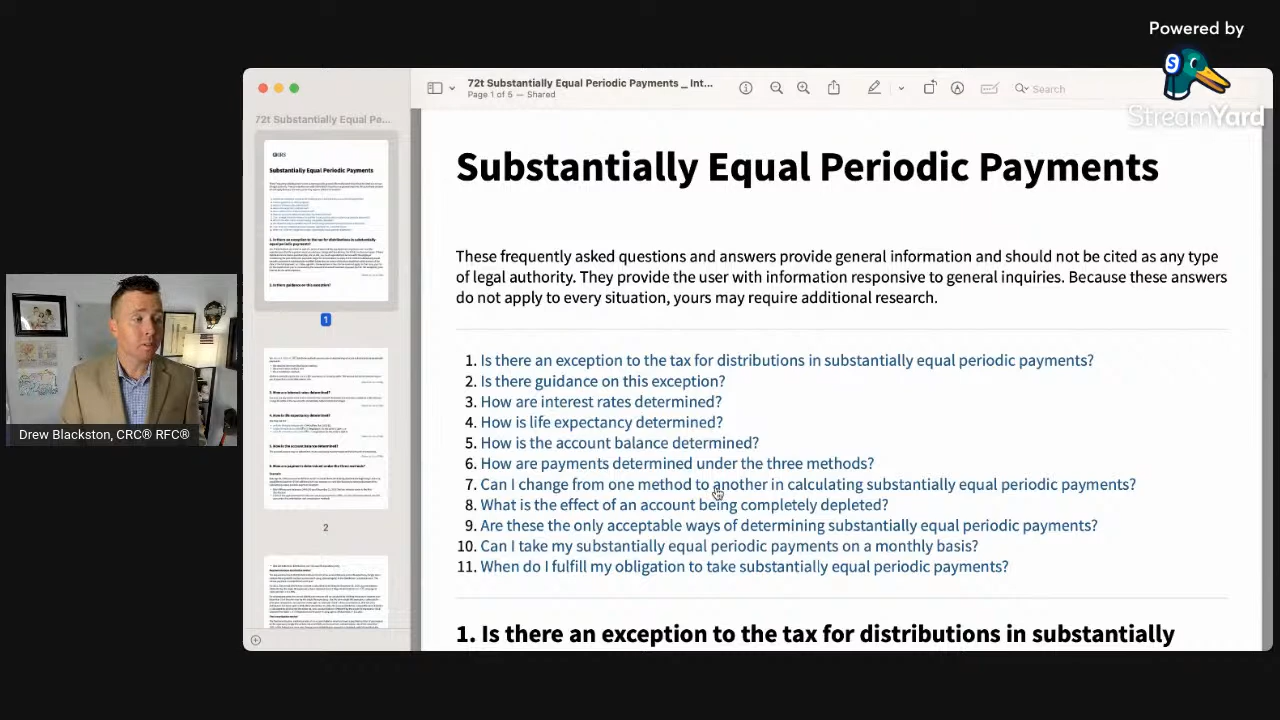 Powered by
StreamYard
72t Substantially Equal Periodic Payments _ Int...
Page 1 of 5 — Shared
Search
72t Substantially Equal Pe...
Substantially Equal Periodic Payments
1
2
Drew Blackston, CRC® RFC®
Substantially Equal Periodic Payments
These frequently asked questions and answers provide general information and should not be cited as any type
of legal authority. They provide the user with information responsive to general inquiries. Because these answers
do not apply to every situation, yours may require additional research.
1. Is there an exception to the tax for distributions in substantially equal periodic payments?
2. Is there guidance on this exception?
3. How are interest rates determined?
4. How is life expectancy determined?
5. How is the account balance determined?
6. How are payments determined under the three methods?
7. Can I change from one method to another in calculating substantially equal periodic payments?
8. What is the effect of an account being completely depleted?
9. Are these the only acceptable ways of determining substantially equal periodic payments?
10. Can I take my substantially equal periodic payments on a monthly basis?
11. When do I fulfill my obligation to take substantially equal periodic payments?
1. Is there an exception to the tax for distributions in substantially